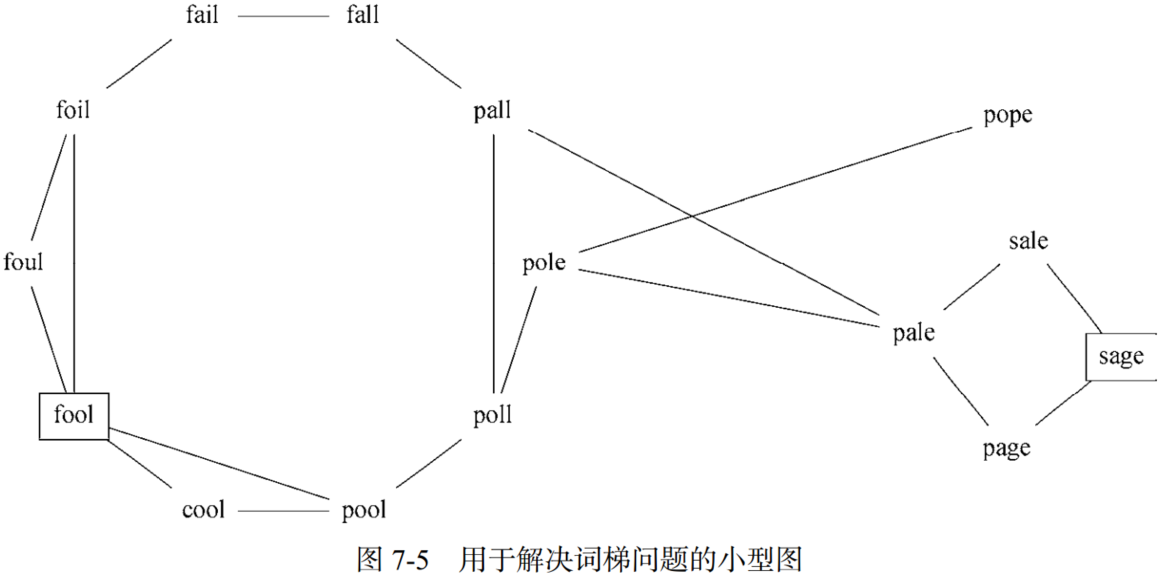 fail
fall
foil
pall
pope
foul
pole
sale
pale
sage
fool
poll
page
cool
pool
图 7-5 用于解决词梯问题的小型图